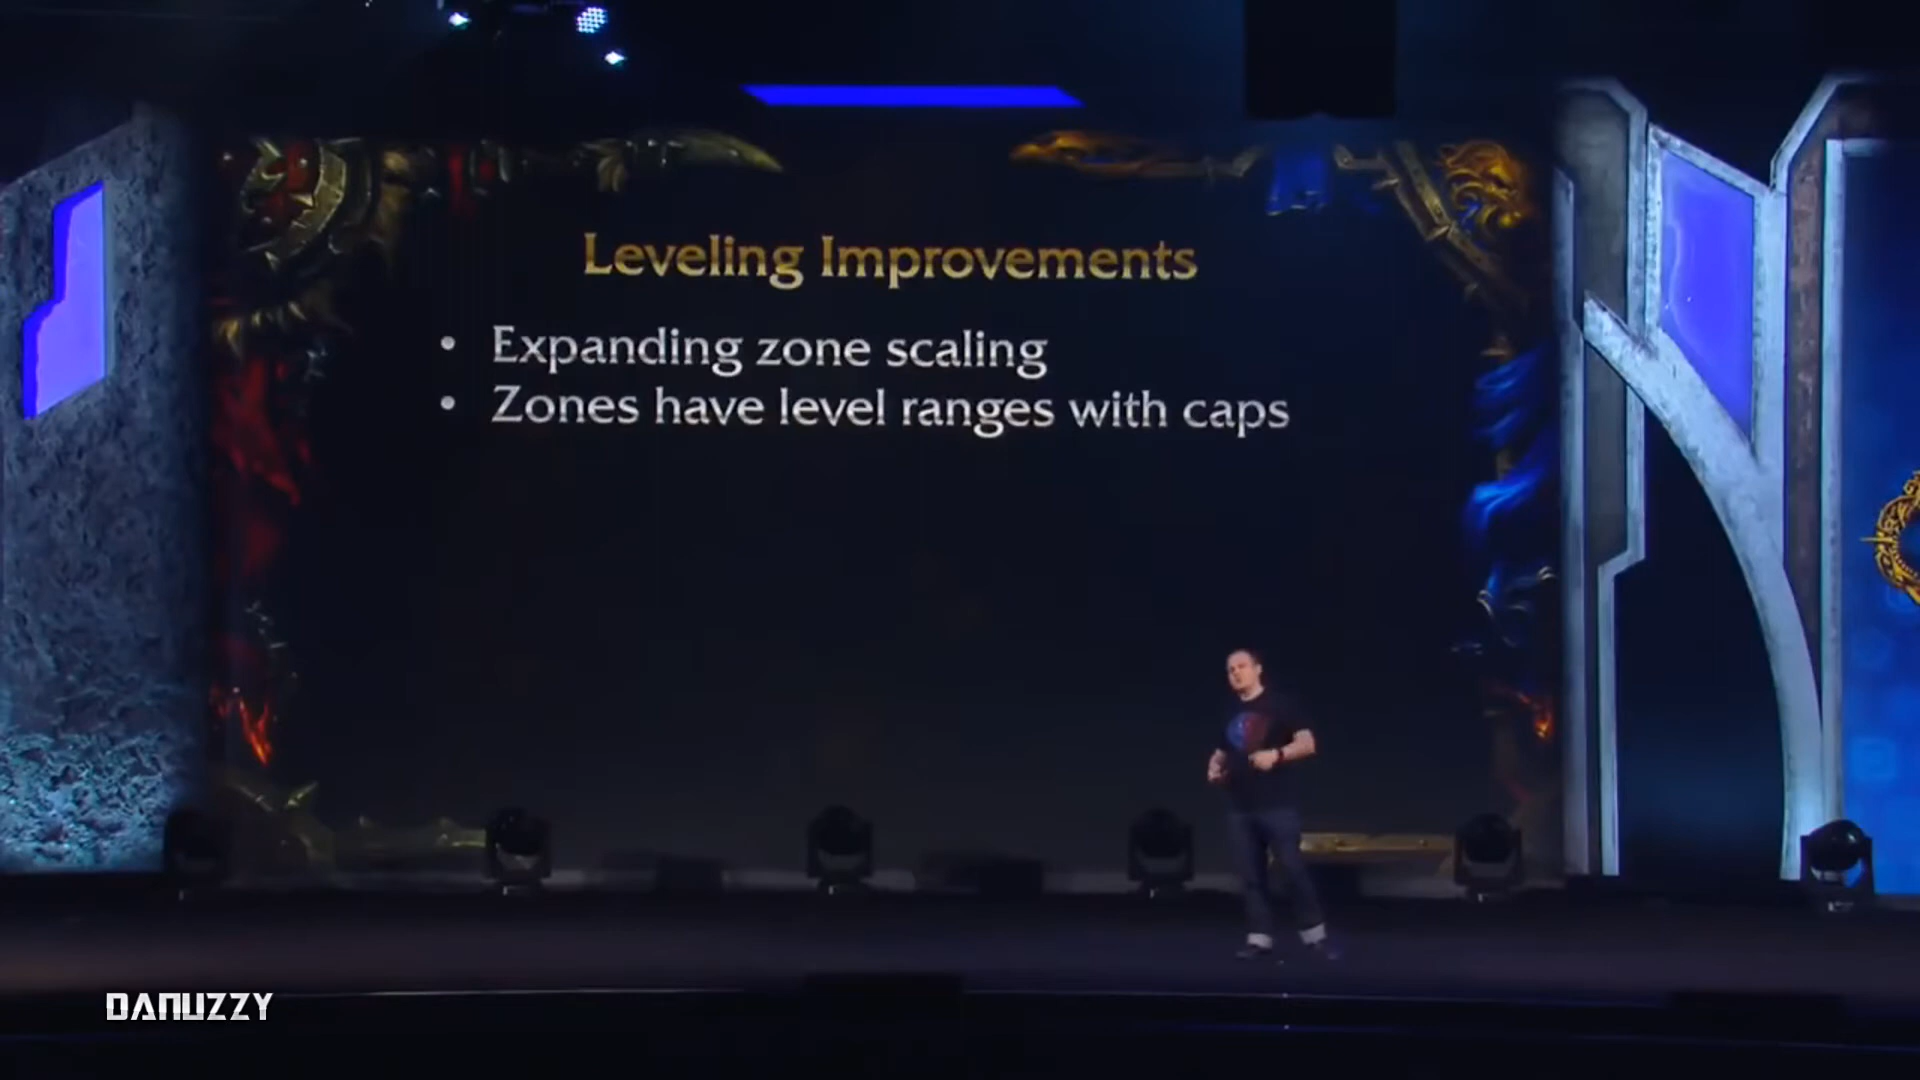 Leveling Improvements
• Expanding zone scaling
• Zones have level ranges with caps
DANUZZY